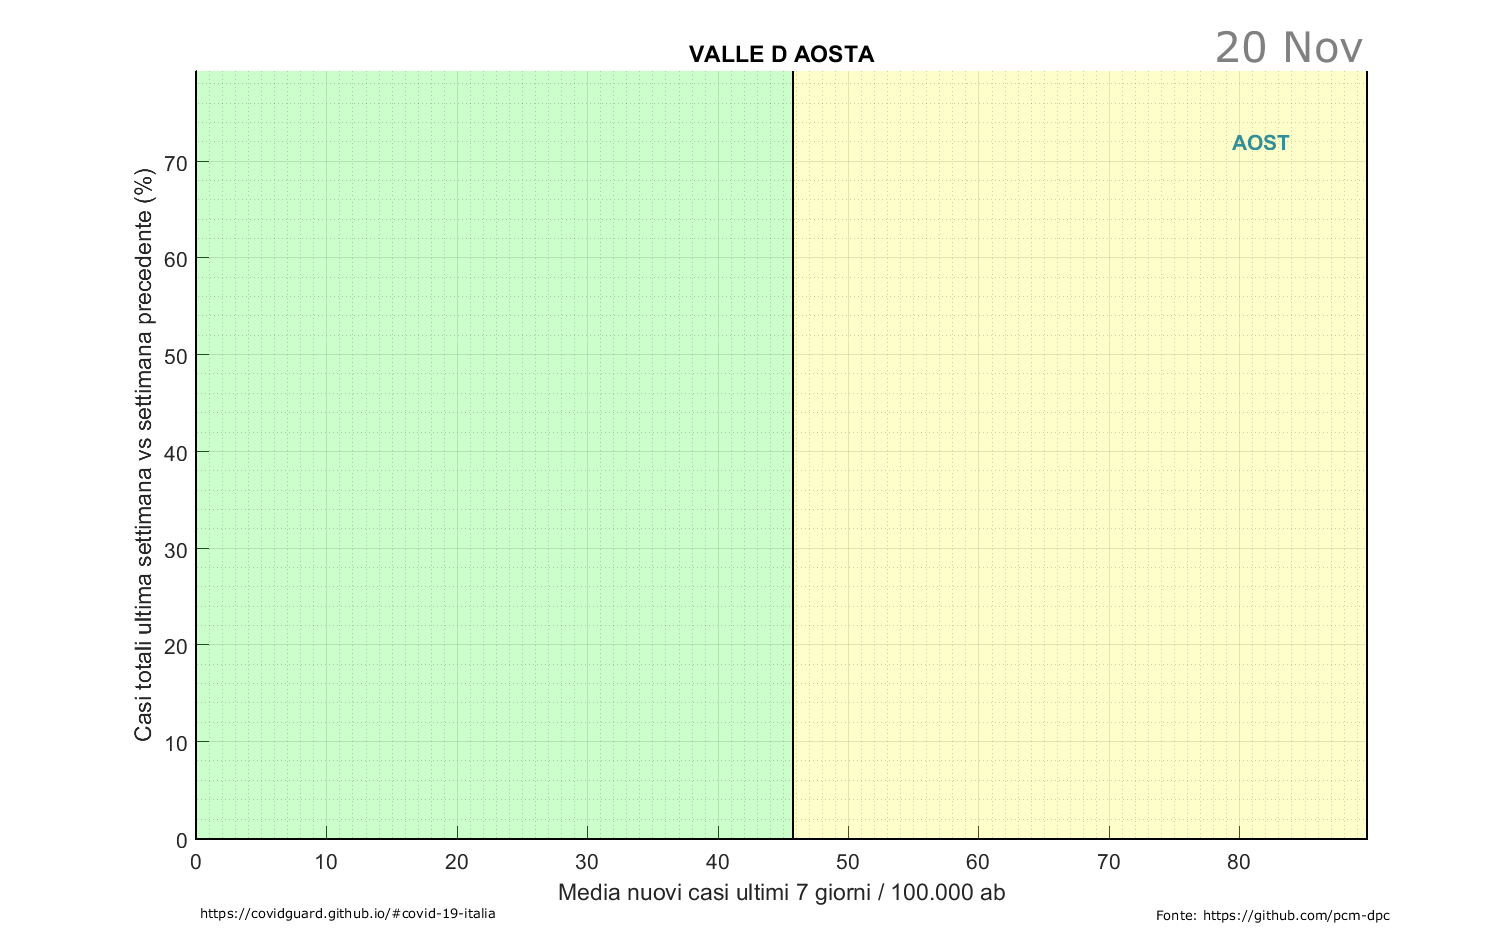 VALLE D AOSTA
20 Nov
AOST
Casi totali ultima settimana vs settimana precedente (%)
70
60
50
40
30
20
10
0
0 10 20 30 40 50 60 70 80
Media nuovi casi ultimi 7 giorni / 100.000 ab
https://covidguard.github.io/#covid-19-italia
Fonte: https://github.com/pcm-dpc